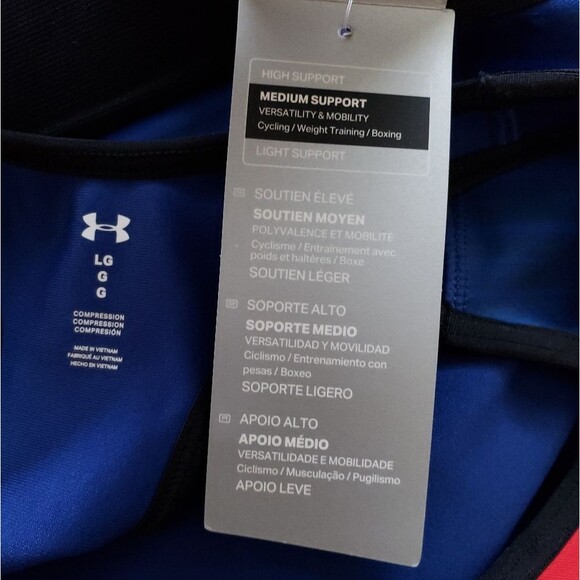 HIGH SUPPORT
MEDIUM SUPPORT
VERSATILITY & MOBILITY
Cycling / Weight Training / Boxing
LIGHT SUPPORT
FR SOUTIEN ÉLEVÉ
SOUTIEN MOYEN
POLYVALENCE ET MOBILITÉ
Cyclisme / Entraînement avec
poids et haltères / Boxe
SOUTIEN LÉGER
SOPORTE ALTO
SOPORTE MEDIO
VERSATILIDAD Y MOVILIDAD
Ciclismo / Entrenamiento con
pesas / Boxeo
SOPORTE LIGERO
PT APOIO ALTO
APOIO MÉDIO
VERSATILIDADE E MOBILIDADE
Ciclismo / Musculação / Pugilismo
APOIO LEVE
LG
G
G
COMPRESSION
COMPRESSION
COMPRESIÓN
MADE IN VIETNAM
FABRIQUÉ AU VIETNAM
HECHO EN VIETNAM